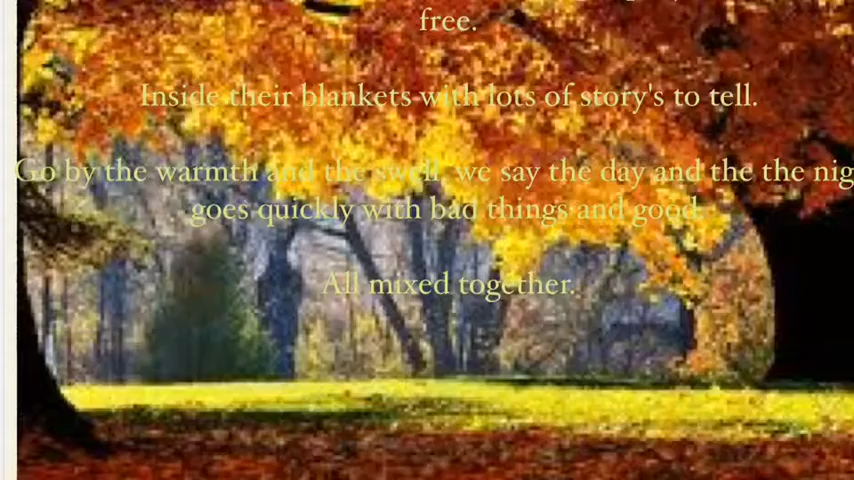 free.
Inside their blankets with lots of story's to tell.
Go by the warmth and the swell, we say the day and the the nig
goes quickly with bad things and good.
All mixed together.